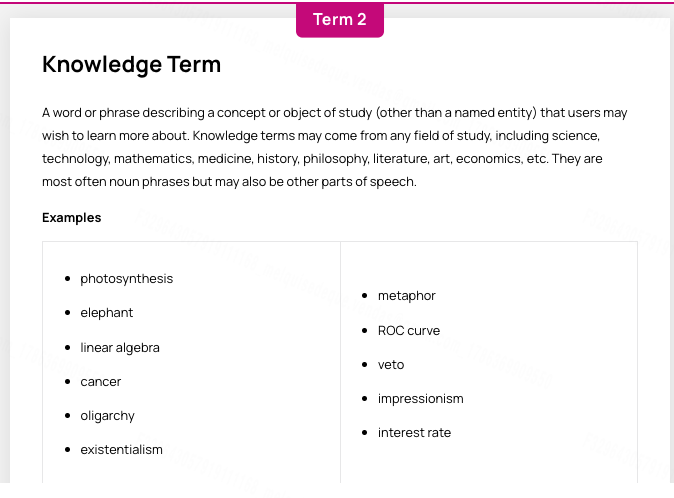 Term 2
Knowledge Term
A word or phrase describing a concept or object of study (other than a named entity) that users may
wish to learn more about. Knowledge terms may come from any field of study, including science,
technology, mathematics, medicine, history, philosophy, literature, art, economics, etc. They are
most often noun phrases but may also be other parts of speech.
Examples
photosynthesis
elephant
linear algebra
cancer
oligarchy
existentialism
metaphor
ROC curve
veto
impressionism
interest rate